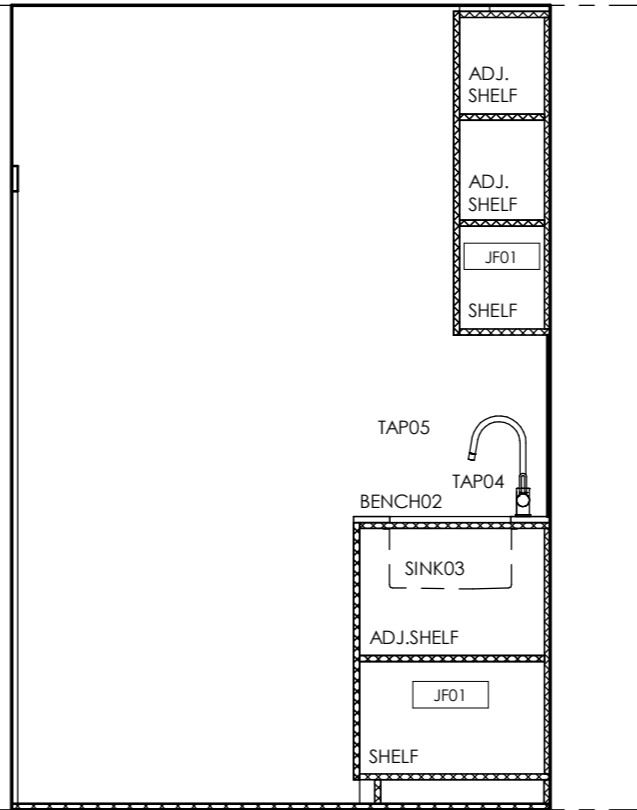 ADJ.
SHELF
ADJ.
SHELF
JF01
SHELF
TAP05
TAP04
BENCH02
SINK03
ADJ.SHELF
JF01
SHELF